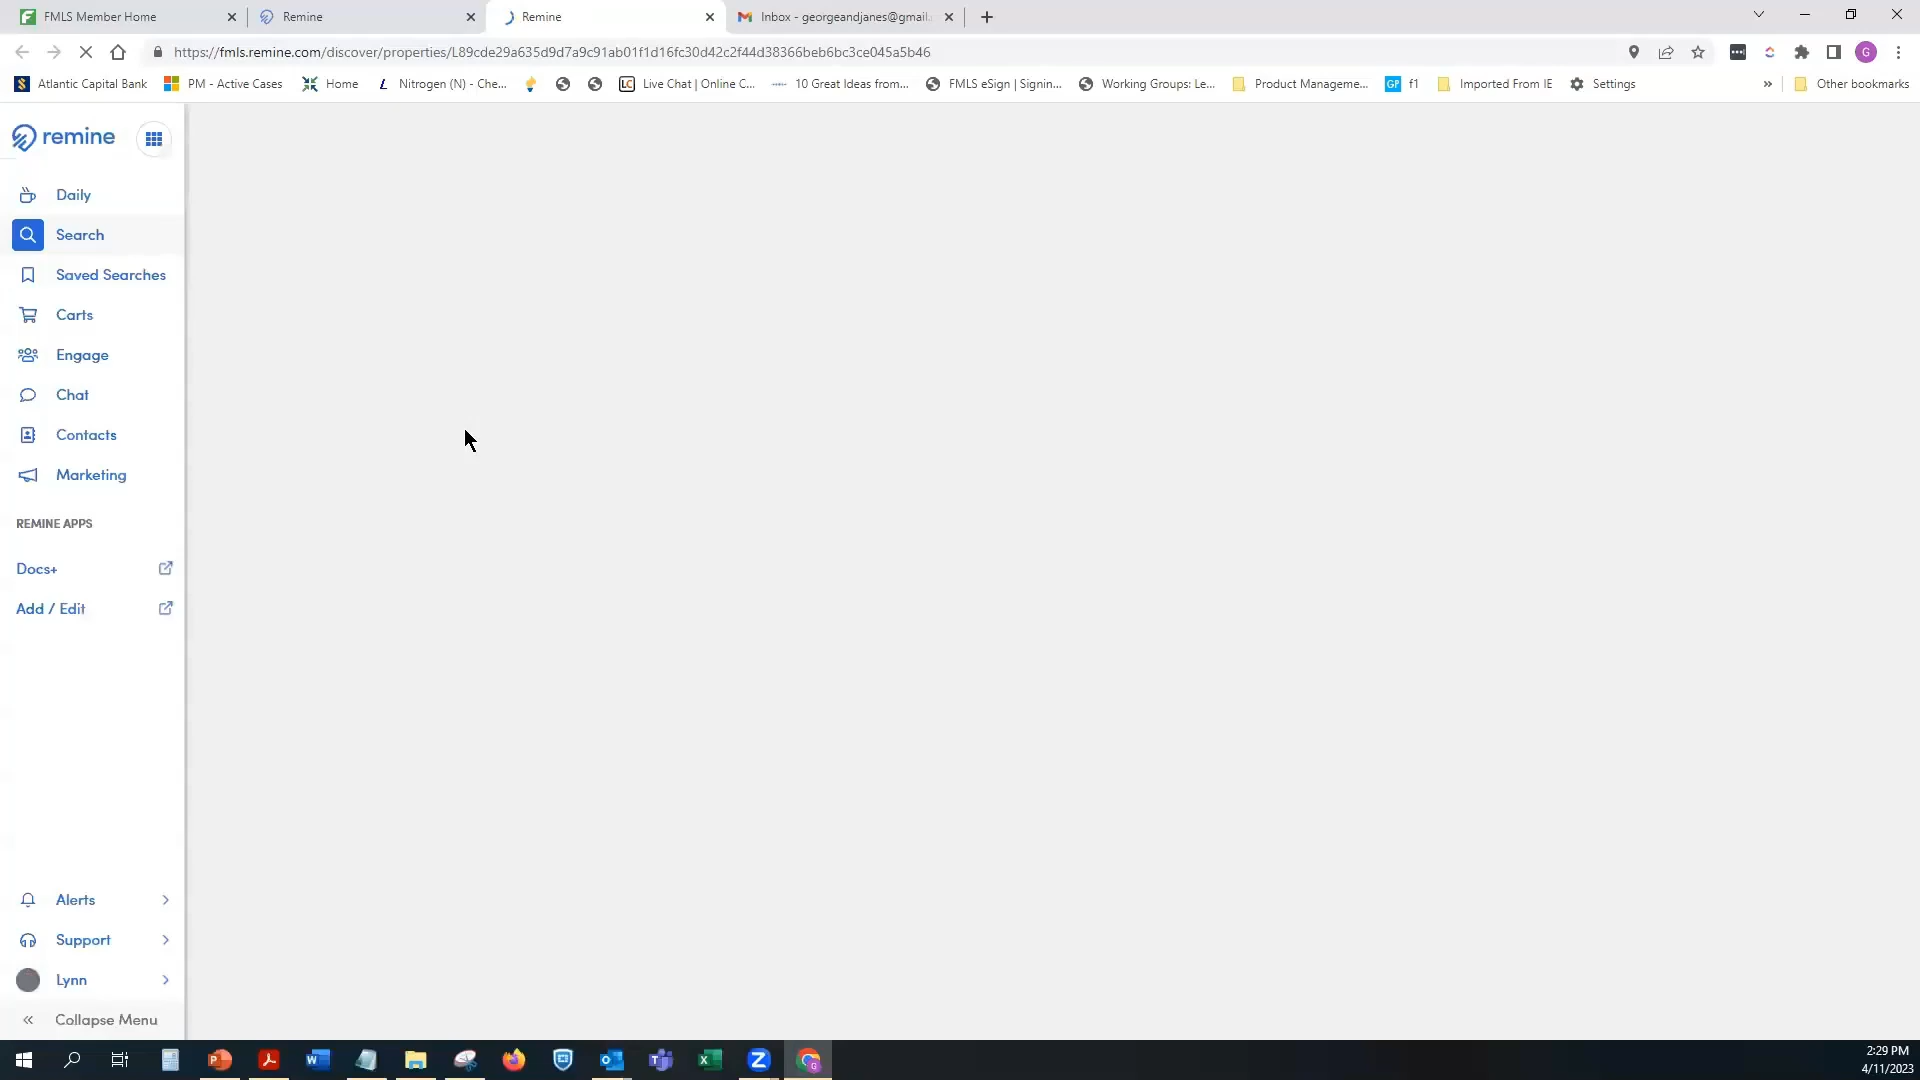 FMLS Member Home
Remine
Remine
Inbox - georgeandjanes@gmail.
https://fmls.remine.com/discover/properties/L89cde29a635d9d7a9c91ab01f1d16fc30d42c2f44d38366beb6bc3ce045a5b46
G
Atlantic Capital Bank
PM - Active Cases
Home
Nitrogen (N) - Che...
LC Live Chat | Online C...
10 Great Ideas from...
FMLS eSign | Signin...
Working Groups: Le...
Product Manageme...
GP f1
Imported From IE
Settings
Other bookmarks
remine
Daily
Search
Saved Searches
Carts
Engage
Chat
Contacts
Marketing
REMINE APPS
Docs+
Add / Edit
Alerts
Support
Lynn
Collapse Menu
2:29 PM
4/11/2023